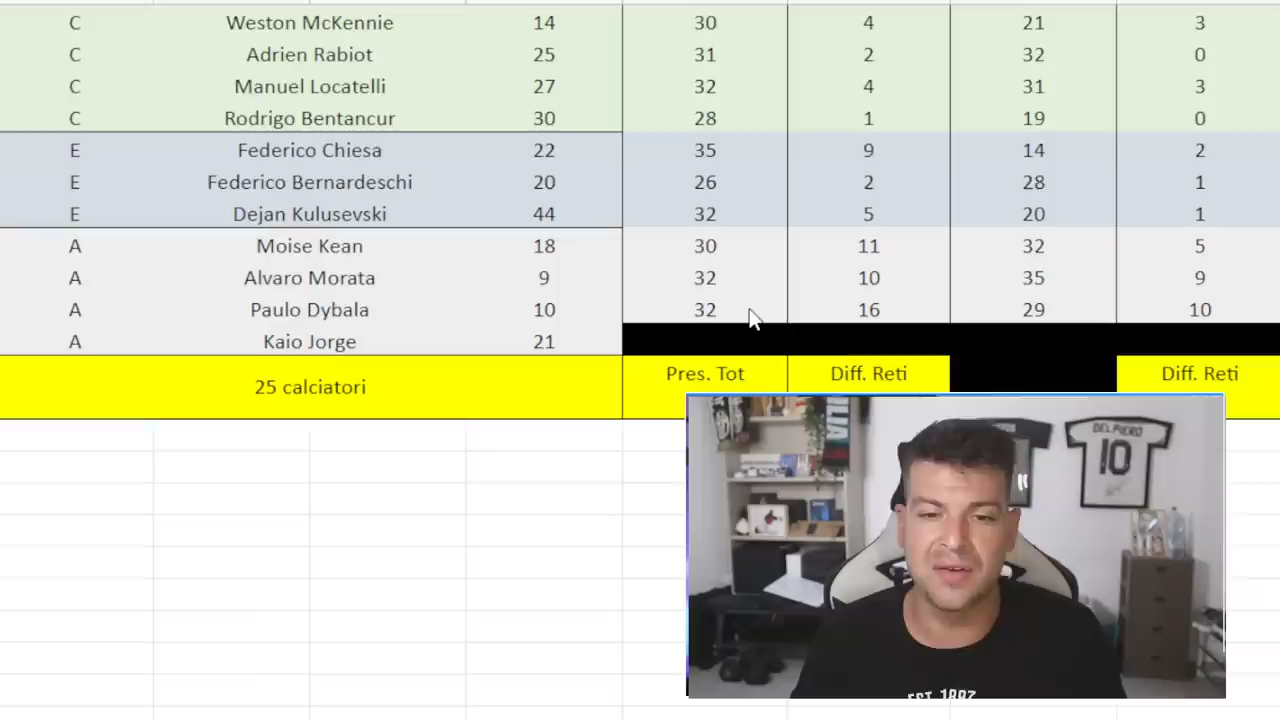 C Weston McKennie 14 30 4 21 3
C Adrien Rabiot 25 31 2 32 0
C Manuel Locatelli 27 32 4 31 3
C Rodrigo Bentancur 30 28 1 19 0
E Federico Chiesa 22 35 9 14 2
E Federico Bernardeschi 20 26 2 28 1
E Dejan Kulusevski 44 32 5 20 1
A Moise Kean 18 30 11 32 5
A Alvaro Morata 9 32 10 35 9
A Paulo Dybala 10 32 16 29 10
A Kaio Jorge 21
25 calciatori Pres. Tot Diff. Reti Diff. Reti
DEL PIERO
10
EST. 1897